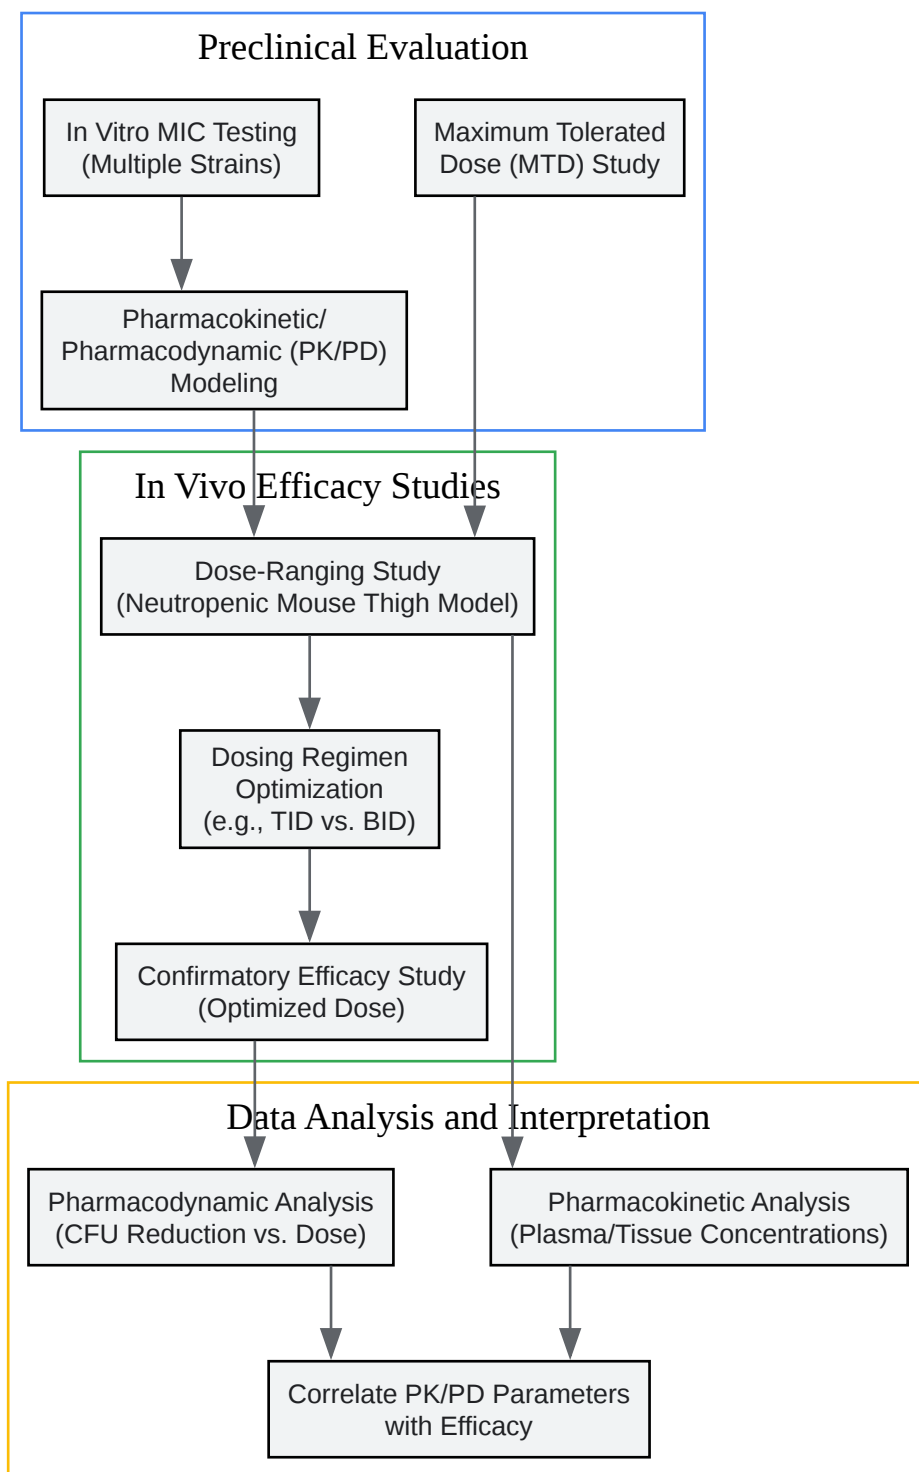 Preclinical Evaluation
In Vitro MIC Testing
(Multiple Strains)
Maximum Tolerated
Dose (MTD) Study
Pharmacokinetic/
Pharmacodynamic (PK/PD)
Modeling
In Vivo Efficacy Studies
Dose-Ranging Study
(Neutropenic Mouse Thigh Model)
Dosing Regimen
Optimization
(e.g., TID vs. BID)
Confirmatory Efficacy Study
(Optimized Dose)
Data Analysis and Interpretation
Pharmacodynamic Analysis
(CFU Reduction vs. Dose)
Pharmacokinetic Analysis
(Plasma/Tissue Concentrations)
Correlate PK/PD Parameters
with Efficacy